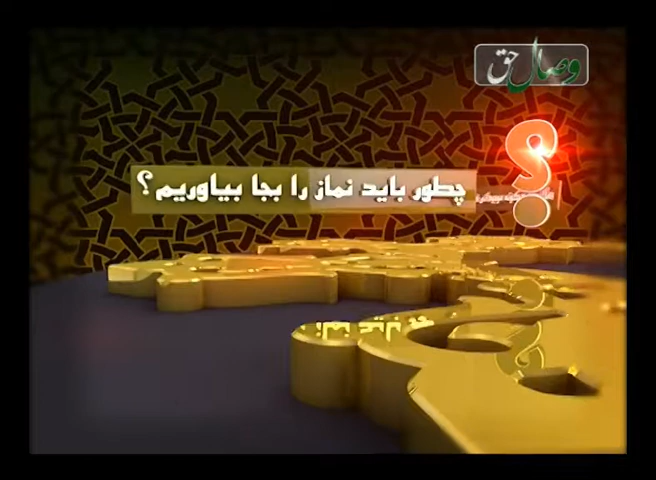 وصال حق
چطور باید نماز را بجا بیاوریم؟